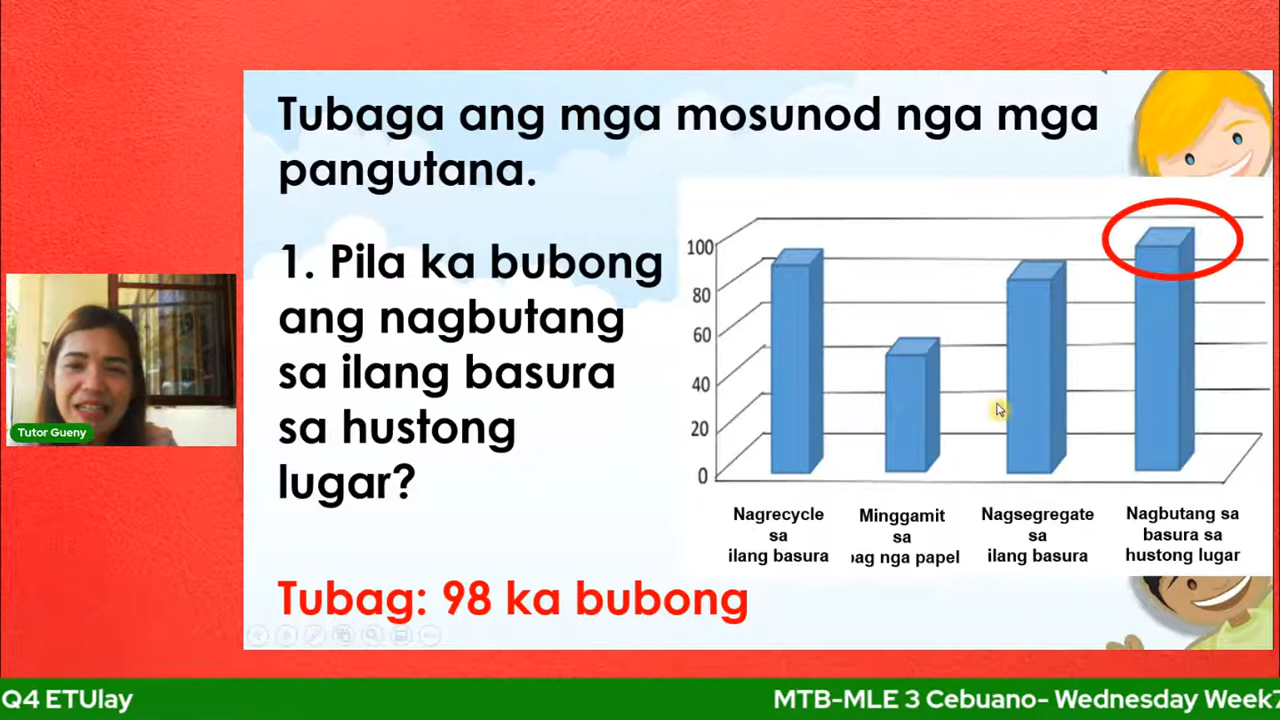 Tubaga ang mga mosunod nga mga
pangutana.
1. Pila ka bubong
ang nagbutang
sa ilang basura
sa hustong
lugar?
Tubag: 98 ka bubong
100
80
60
40
20
0
Nagrecycle
sa
ilang basura
Minggamit
sa
bag nga papel
Nagsegregate
sa
ilang basura
Nagbutang sa
basura sa
hustong lugar
Tutor Gueny
Q4 ETUlay
MTB-MLE 3 Cebuano- Wednesday Week7